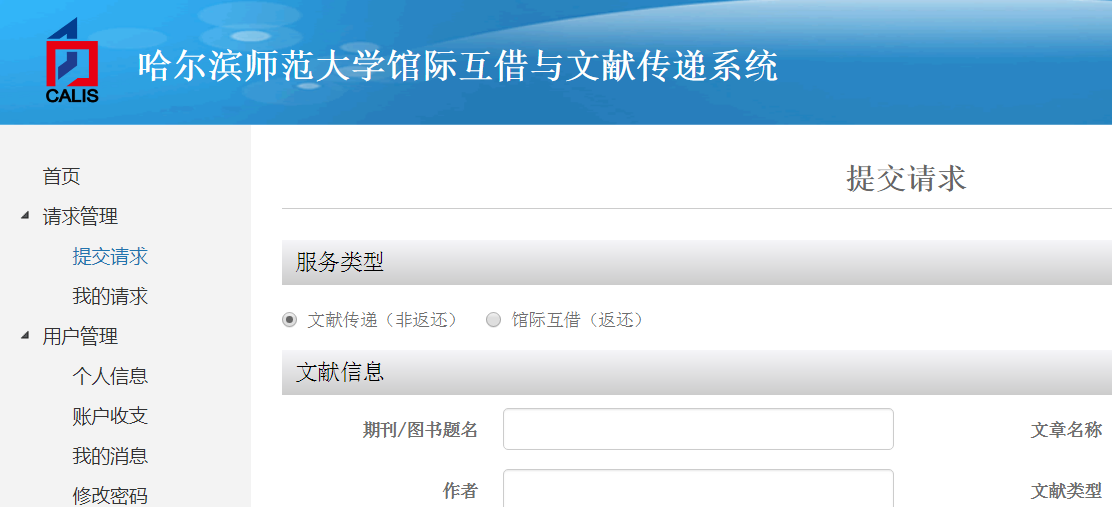 CALIS
哈尔滨师范大学馆际互借与文献传递系统
首页
请求管理
提交请求
我的请求
用户管理
个人信息
账户收支
我的消息
修改密码
提交请求
服务类型
文献传递（非返还） 馆际互借（返还）
文献信息
期刊/图书题名 文章名称
作者 文献类型